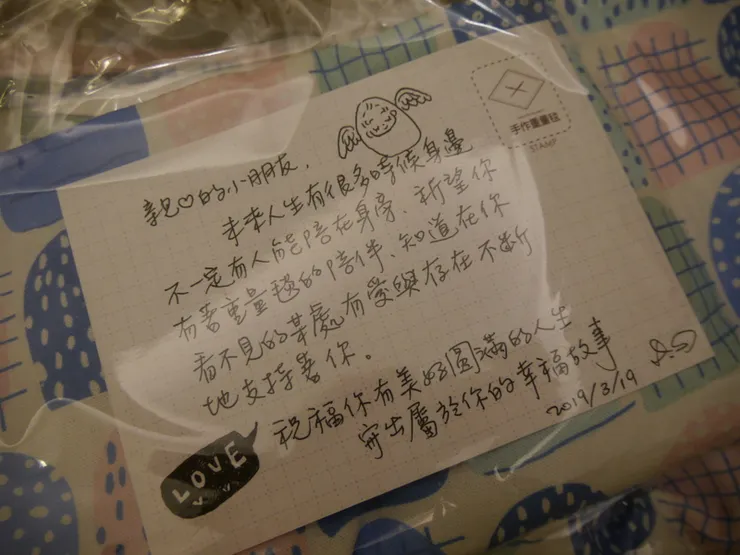 手作重量毯
STAMP
親♡的小朋友,
未來人生有很多時候身邊
不一定有人能陪在身旁. 祈望你
有著重量毯的陪伴、知道在你
看不見的某處有愛與存在不斷
地支持著你。
祝福你有美好圓滿的人生
寫出屬於你的幸福故事
2019/3/19
LOVE